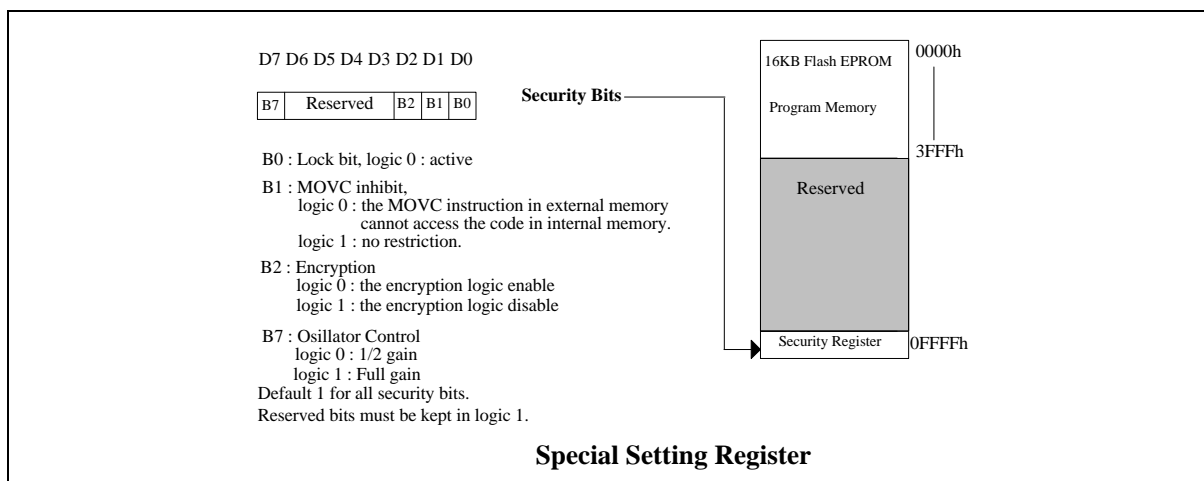 D7 D6 D5 D4 D3 D2 D1 D0
B7 Reserved B2 B1 B0
B0 : Lock bit, logic 0 : active
B1 : MOVC inhibit,
logic 0 : the MOVC instruction in external memory
cannot access the code in internal memory.
logic 1 : no restriction.
B2 : Encryption
logic 0 : the encryption logic enable
logic 1 : the encryption logic disable
B7 : Osillator Control
logic 0 : 1/2 gain
logic 1 : Full gain
Default 1 for all security bits.
Reserved bits must be kept in logic 1.
Security Bits
16KB Flash EPROM
Program Memory
0000h
3FFFh
Reserved
Security Register
0FFFFh
Special Setting Register